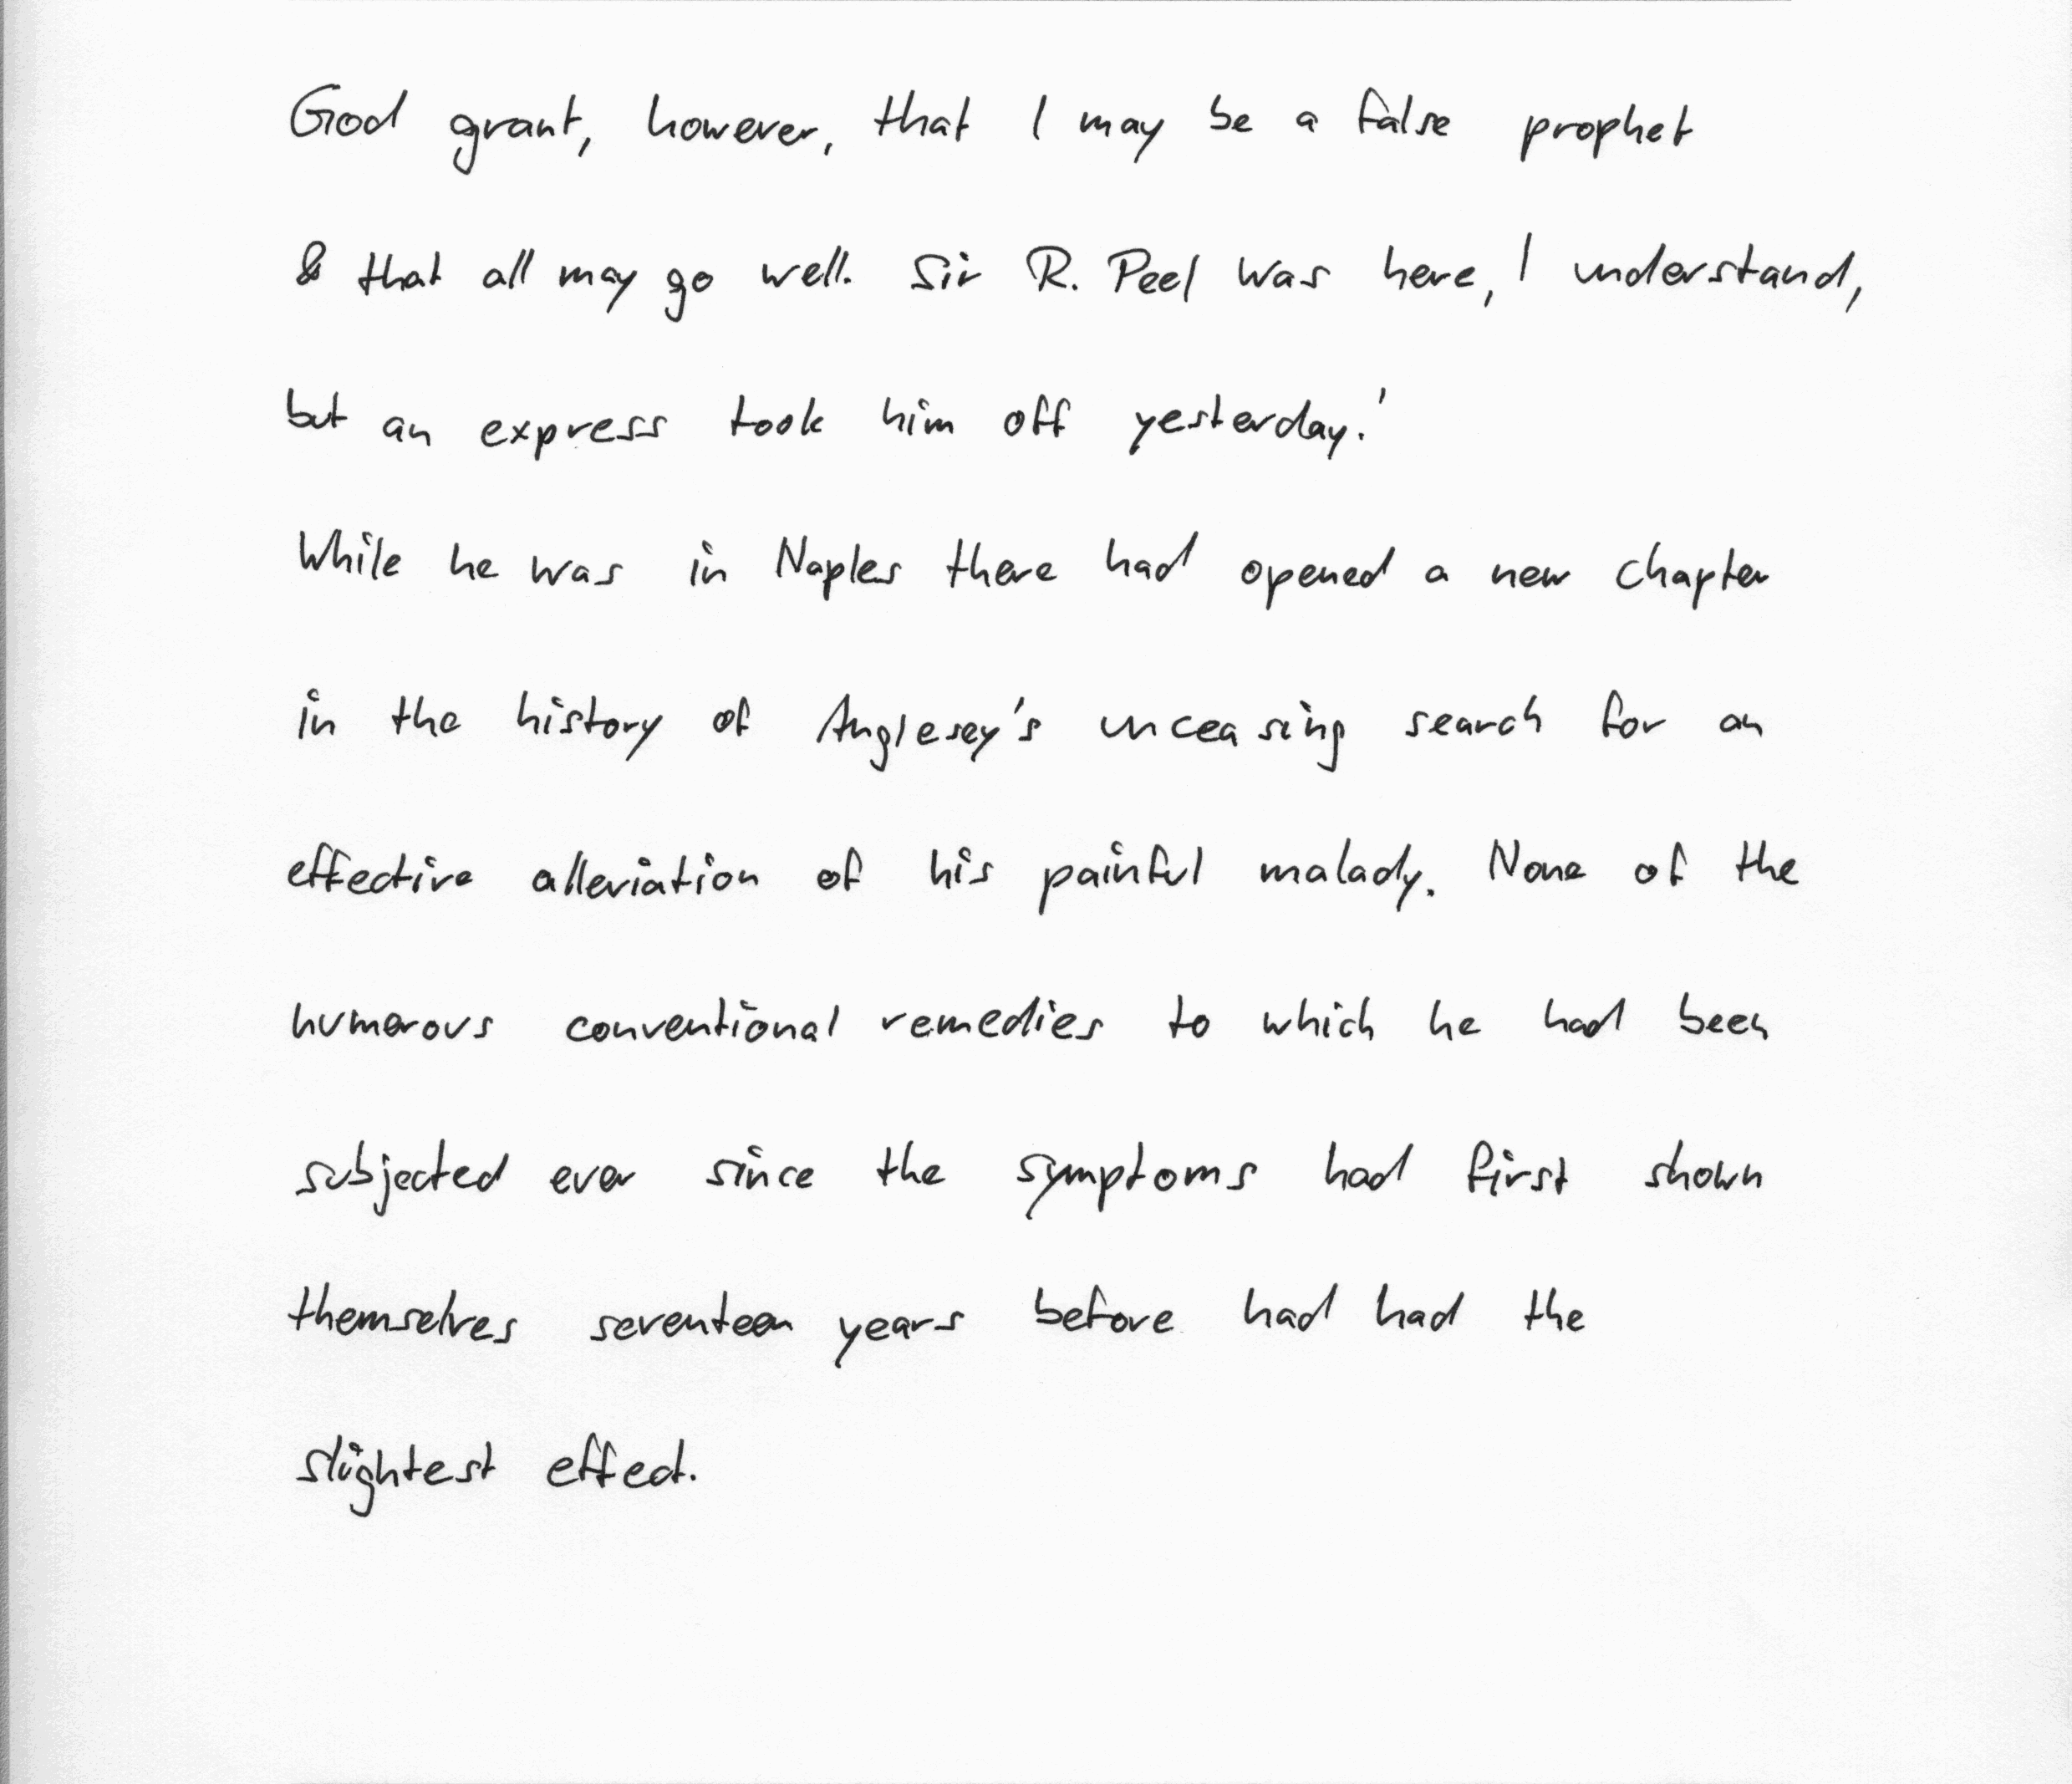 God grant, however, that I may be a false prophet
& that all may go well. Sir R. Peel was here, I understand,
but an express took him off yesterday.'
While he was in Naples there had opened a new chapter
in the history of Anglesey's unceasing search for an
effective alleviation of his painful malady. None of the
numerous conventional remedies to which he had been
subjected ever since the symptoms had first shown
themselves seventeen years before had had the
slightest effect.